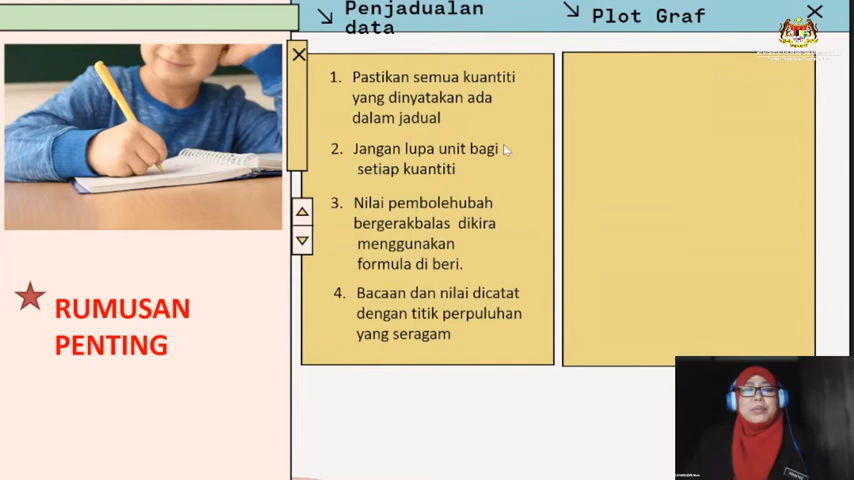 Penjadualan
data
Plot Graf
1. Pastikan semua kuantiti
yang dinyatakan ada
dalam jadual
2. Jangan lupa unit bagi
setiap kuantiti
3. Nilai pembolehubah
bergerakbalas dikira
menggunakan
formula di beri.
4. Bacaan dan nilai dicatat
dengan titik perpuluhan
yang seragam
RUMUSAN
PENTING